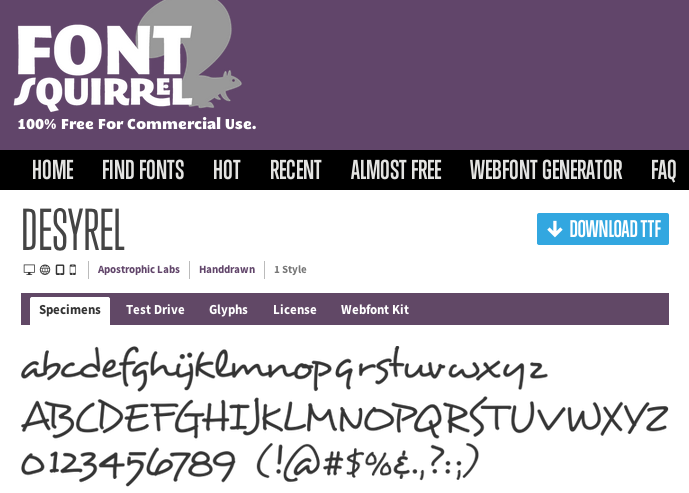 FONT
SQUIRREL
100% Free For Commercial Use.
HOME FIND FONTS HOT RECENT ALMOST FREE WEBFONT GENERATOR FAQ
DESYREL
DOWNLOAD TTF
Apostrophic Labs Handdrawn 1 Style
Specimens Test Drive Glyphs License Webfont Kit
abcdefghijklmnopqrstuvwxyz
ABCDEFGHIJKLMNOPQRSTUVWXYZ
0123456789 (!@#$%&.,?:;)